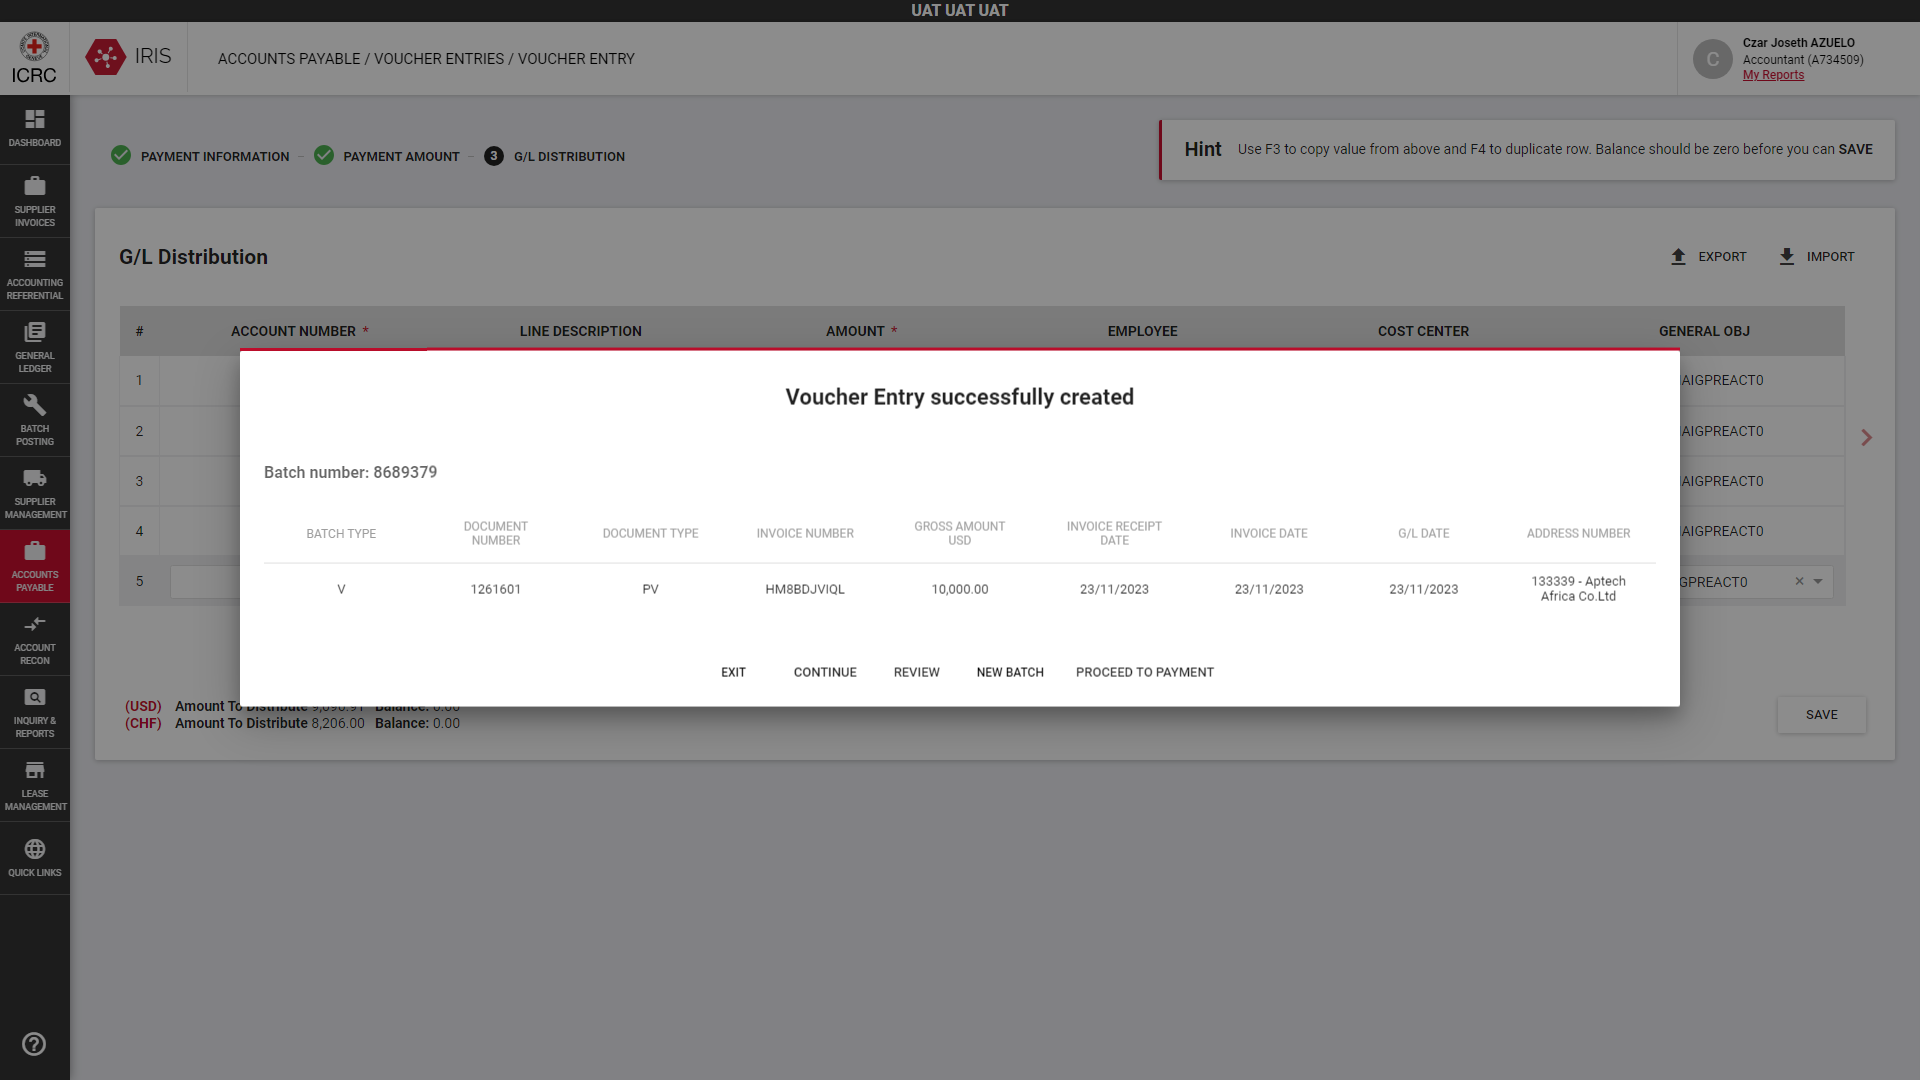 UAT UAT UAT
ICRC
IRIS
ACCOUNTS PAYABLE / VOUCHER ENTRIES / VOUCHER ENTRY
C
Czar Joseth AZUELO
Accountant (A734509)
My Reports
DASHBOARD
SUPPLIER
INVOICES
ACCOUNTING
REFERENTIAL
GENERAL
LEDGER
BATCH
POSTING
SUPPLIER
MANAGEMENT
ACCOUNTS
PAYABLE
ACCOUNT
RECON
INQUIRY &
REPORTS
LEASE
MANAGEMENT
QUICK LINKS
PAYMENT INFORMATION
PAYMENT AMOUNT
3 G/L DISTRIBUTION
Hint Use F3 to copy value from above and F4 to duplicate row. Balance should be zero before you can SAVE
G/L Distribution
EXPORT
IMPORT
# ACCOUNT NUMBER * LINE DESCRIPTION AMOUNT * EMPLOYEE COST CENTER GENERAL OBJ
1 AIGPREACT0
2 AIGPREACT0
3 AIGPREACT0
4 AIGPREACT0
5 GPREACT0
Voucher Entry successfully created
Batch number: 8689379
BATCH TYPE DOCUMENT NUMBER DOCUMENT TYPE INVOICE NUMBER GROSS AMOUNT USD INVOICE RECEIPT DATE INVOICE DATE G/L DATE ADDRESS NUMBER
V 1261601 PV HM8BDJVIQL 10,000.00 23/11/2023 23/11/2023 23/11/2023 133339 - Aptech Africa Co.Ltd
EXIT CONTINUE REVIEW NEW BATCH PROCEED TO PAYMENT
(USD) Amount To Distribute Balance: 0.00
(CHF) Amount To Distribute 8,206.00 Balance: 0.00
SAVE